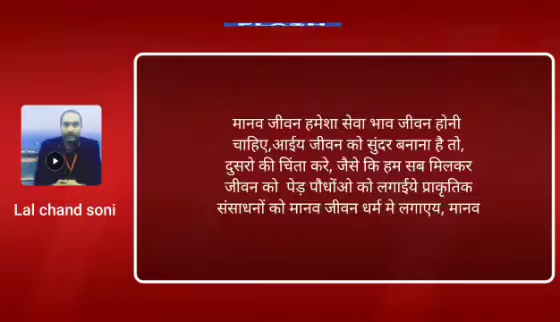 Lal chand soni
मानव जीवन हमेशा सेवा भाव जीवन होनी
चाहिए,आईय जीवन को सुंदर बनाना है तो,
दुसरो की चिंता करे, जैसे कि हम सब मिलकर
जीवन को पेड़ पौधोंओ को लगाईये प्राकृतिक
संसाधनों को मानव जीवन धर्म मे लगाएय, मानव